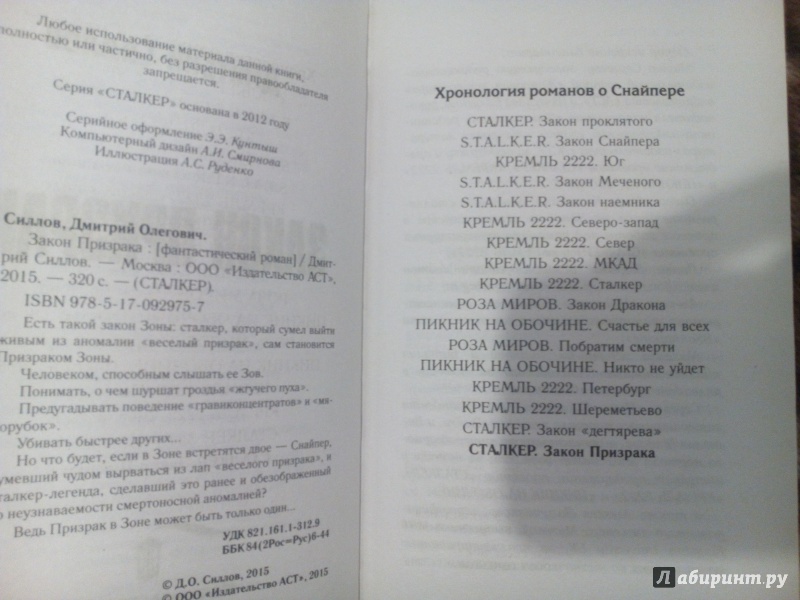 Любое использование материала данной книги,
полностью или частично, без разрешения правообладателя
запрещается.
Серия «СТАЛКЕР» основана в 2012 году
Серийное оформление Э.Э. Кунтыш
Компьютерный дизайн А.И. Смирнова
Иллюстрация А.С. Руденко
Силлов, Дмитрий Олегович.
Закон Призрака : [фантастический роман] / Дмит-
рий Силлов. — Москва : ООО «Издательство АСТ»,
2015. — 320 с. — (СТАЛКЕР).
ISBN 978-5-17-092975-7
Есть такой закон Зоны: сталкер, который сумел выйти
живым из аномалии «веселый призрак», сам становится
Призраком Зоны.
Человеком, способным слышать ее Зов.
Понимать, о чем шуршат гроздья «жгучего пуха».
Предугадывать поведение «гравиконцентратов» и «мя-
орубок».
Убивать быстрее других...
Но что будет, если в Зоне встретятся двое — Снайпер,
умевший чудом вырваться из лап «веселого призрака», и
талкер-легенда, сделавший это ранее и обезображенный
о неузнаваемости смертоносной аномалией?
Ведь Призрак в Зоне может быть только один...
УДК 821.161.1-312.9
ББК 84(2Рос=Рус)6-44
© Д.О. Силлов, 2015
© ООО «Издательство АСТ», 2015
Хронология романов о Снайпере
СТАЛКЕР. Закон проклятого
S.T.A.L.K.E.R. Закон Снайпера
КРЕМЛЬ 2222. Юг
S.T.A.L.K.E.R. Закон Меченого
S.T.A.L.K.E.R. Закон наемника
КРЕМЛЬ 2222. Северо-запад
КРЕМЛЬ 2222. Север
КРЕМЛЬ 2222. МКАД
КРЕМЛЬ 2222. Сталкер
РОЗА МИРОВ. Закон Дракона
ПИКНИК НА ОБОЧИНЕ. Счастье для всех
РОЗА МИРОВ. Побратим смерти
ПИКНИК НА ОБОЧИНЕ. Никто не уйдет
КРЕМЛЬ 2222. Петербург
КРЕМЛЬ 2222. Шереметьево
СТАЛКЕР. Закон «дегтярева»
СТАЛКЕР. Закон Призрака
Лабиринт.ру